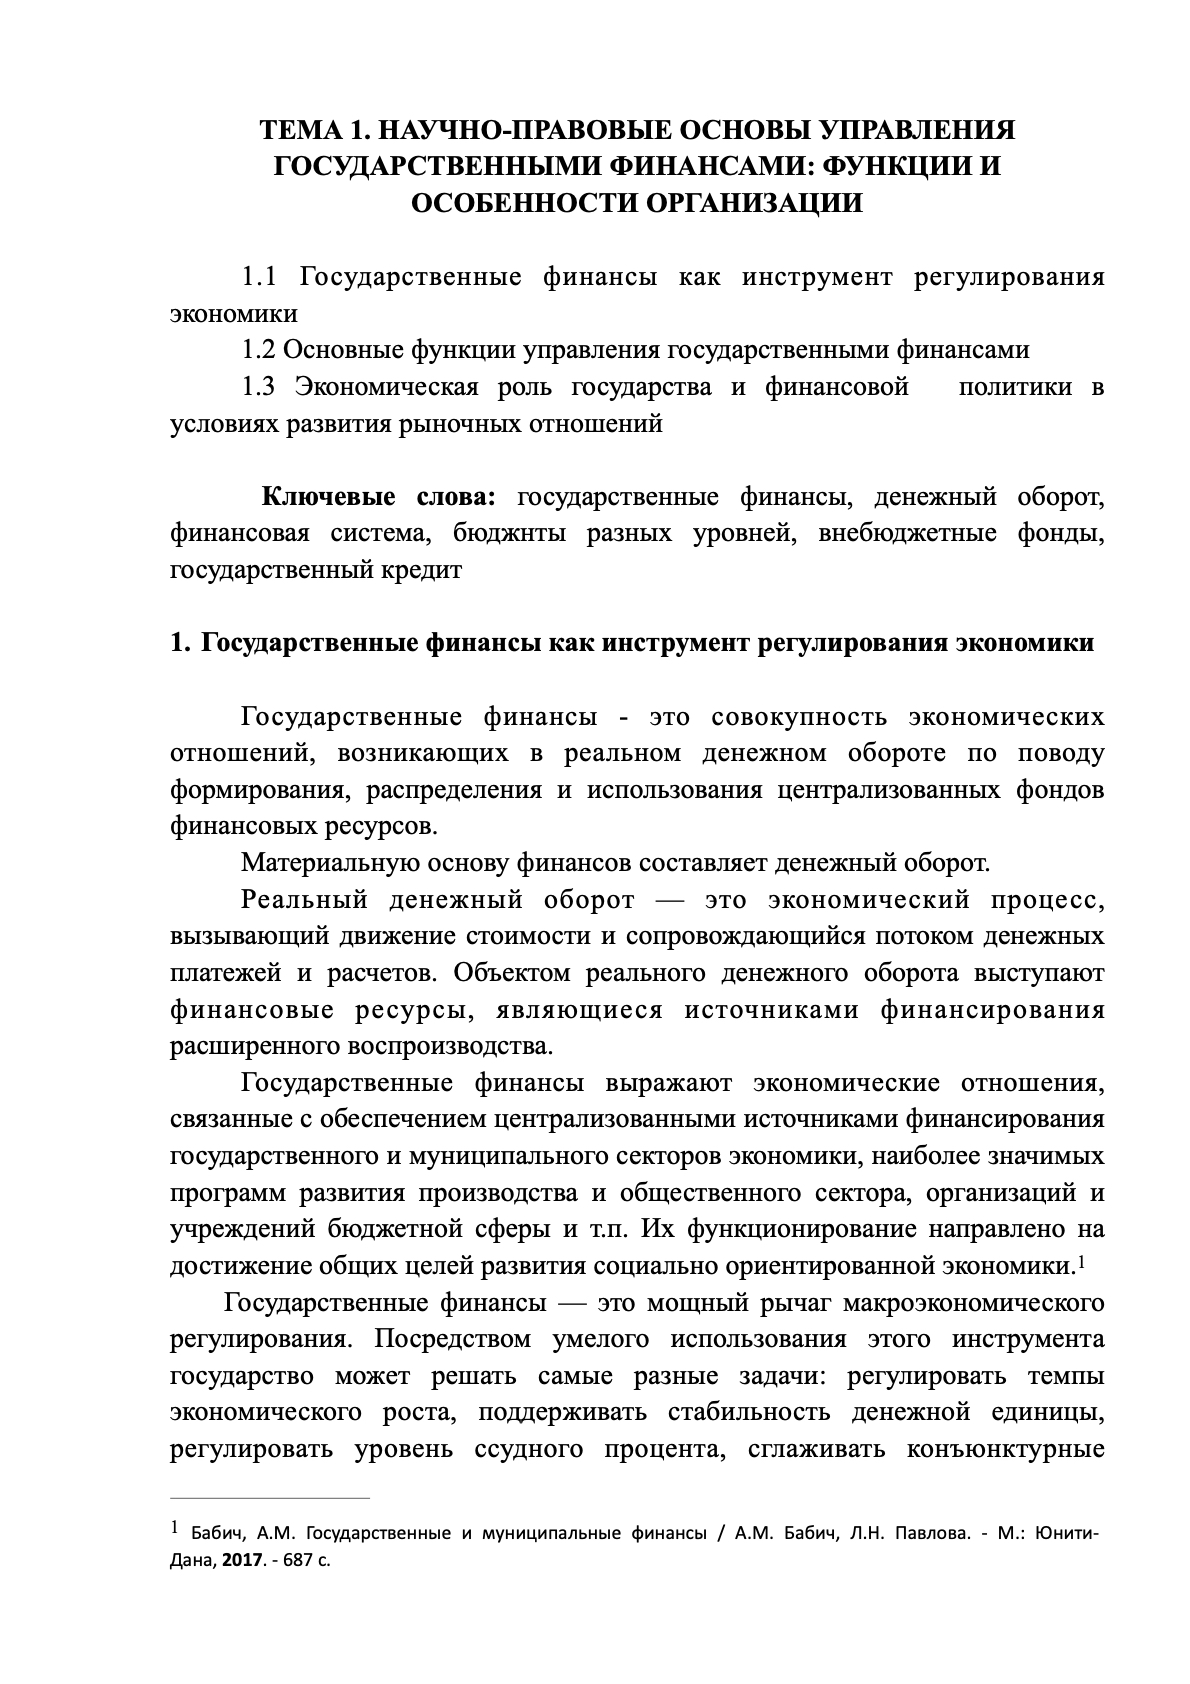 ТЕМА 1. НАУЧНО-ПРАВОВЫЕ ОСНОВЫ УПРАВЛЕНИЯ
ГОСУДАРСТВЕННЫМИ ФИНАНСАМИ: ФУНКЦИИ И
ОСОБЕННОСТИ ОРГАНИЗАЦИИ
1.1 Государственные финансы как инструмент регулирования
экономики
1.2 Основные функции управления государственными финансами
1.3 Экономическая роль государства и финансовой политики в
условиях развития рыночных отношений
Ключевые слова: государственные финансы, денежный оборот,
финансовая система, бюджнты разных уровней, внебюджетные фонды,
государственный кредит
1. Государственные финансы как инструмент регулирования экономики
Государственные финансы - это совокупность экономических
отношений, возникающих в реальном денежном обороте по поводу
формирования, распределения и использования централизованных фондов
финансовых ресурсов.
Материальную основу финансов составляет денежный оборот.
Реальный денежный оборот — это экономический процесс,
вызывающий движение стоимости и сопровождающийся потоком денежных
платежей и расчетов. Объектом реального денежного оборота выступают
финансовые ресурсы, являющиеся источниками финансирования
расширенного воспроизводства.
Государственные финансы выражают экономические отношения,
связанные с обеспечением централизованными источниками финансирования
государственного и муниципального секторов экономики, наиболее значимых
программ развития производства и общественного сектора, организаций и
учреждений бюджетной сферы и т.п. Их функционирование направлено на
достижение общих целей развития социально ориентированной экономики.1
Государственные финансы — это мощный рычаг макроэкономического
регулирования. Посредством умелого использования этого инструмента
государство может решать самые разные задачи: регулировать темпы
экономического роста, поддерживать стабильность денежной единицы,
регулировать уровень ссудного процента, сглаживать конъюнктурные
1 Бабич, А.М. Государственные и муниципальные финансы / А.М. Бабич, Л.Н. Павлова. - М.: Юнити-
Дана, 2017. - 687 с.